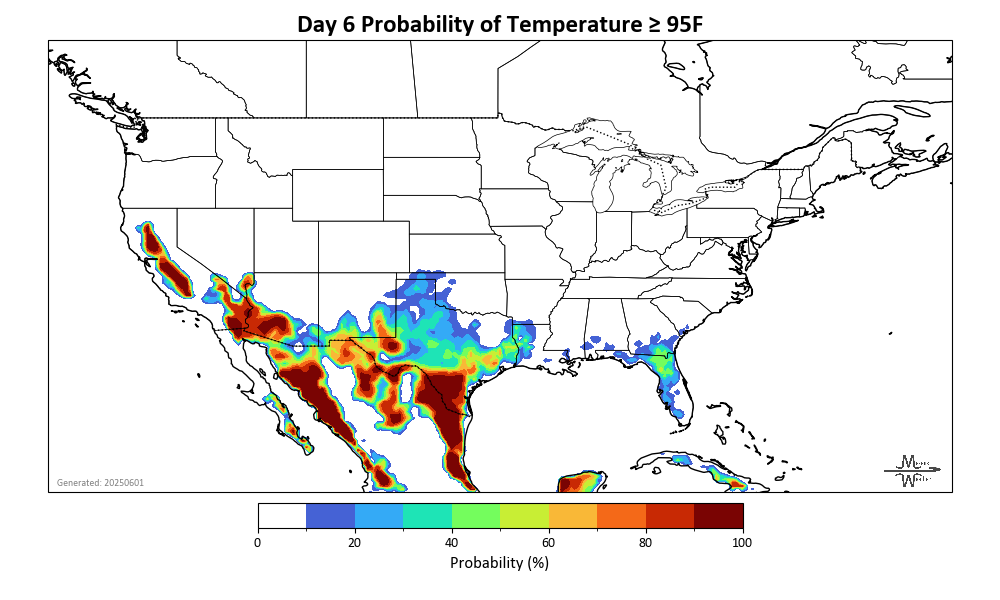 Day 6 Probability of Temperature ≥ 95F
Generated: 20250601
0 20 40 60 80 100
Probability (%)